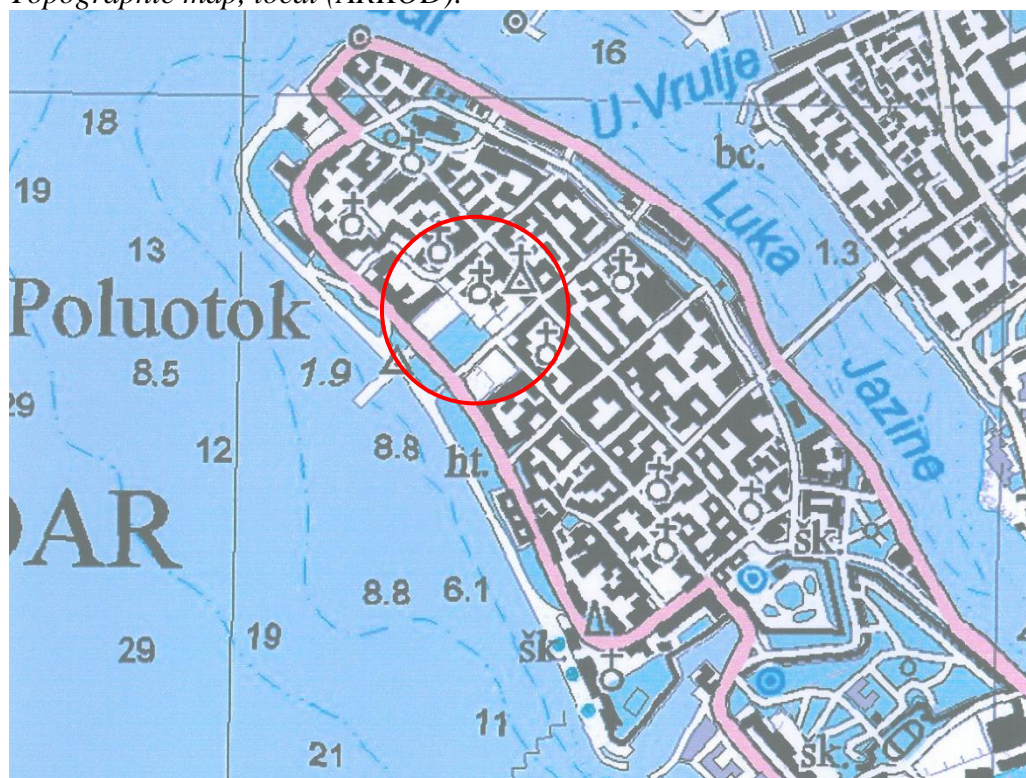 Topographic map, local (ARKOD):
16
U. Vrulje
18
bc.
19
Luka
13
1.3
Poluotok
8.5
1.9
29
Jazine
12
8.8
ht.
DAR
šk.
8.8
6.1
29
19
šk.
11
21
šk.